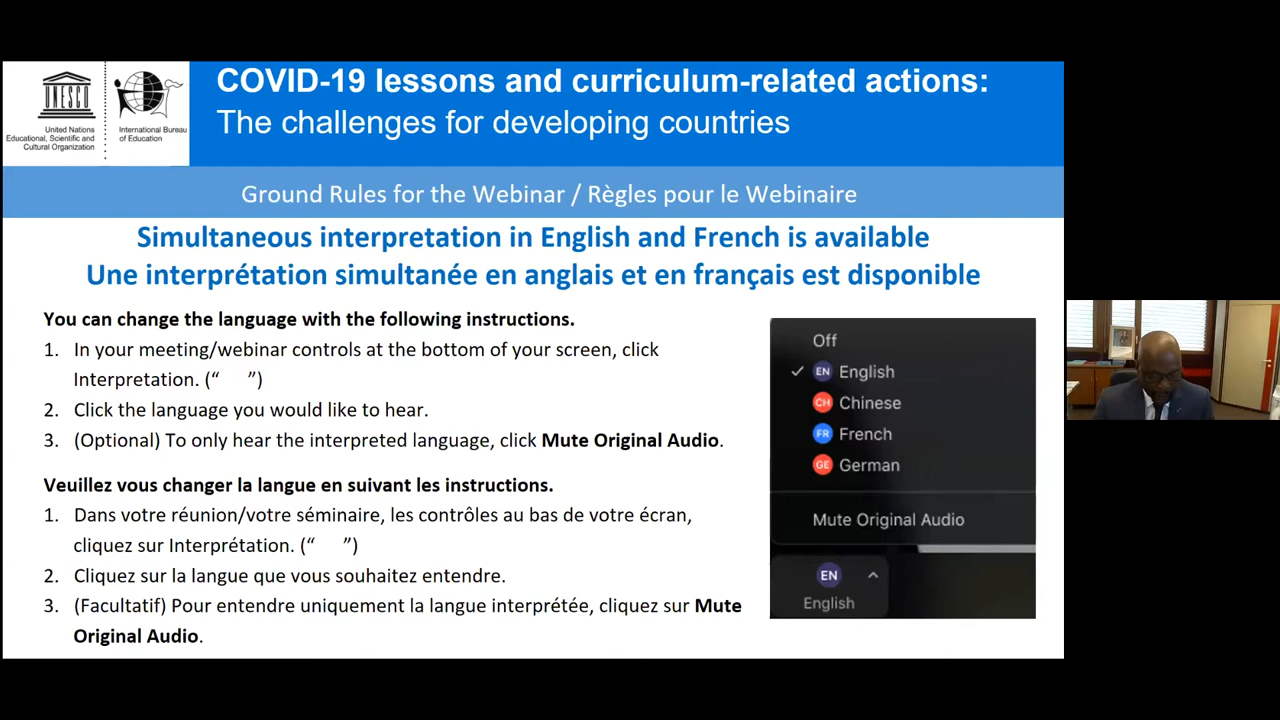 COVID-19 lessons and curriculum-related actions:
The challenges for developing countries
UNESCO
United Nations
Educational, Scientific and
Cultural Organization
International Bureau
of Education
Ground Rules for the Webinar / Règles pour le Webinaire
Simultaneous interpretation in English and French is available
Une interprétation simultanée en anglais et en français est disponible
You can change the language with the following instructions.
1. In your meeting/webinar controls at the bottom of your screen, click
Interpretation. (“ ”)
2. Click the language you would like to hear.
3. (Optional) To only hear the interpreted language, click Mute Original Audio.
Veuillez vous changer la langue en suivant les instructions.
1. Dans votre réunion/votre séminaire, les contrôles au bas de votre écran,
cliquez sur Interprétation. (“ ”)
2. Cliquez sur la langue que vous souhaitez entendre.
3. (Facultatif) Pour entendre uniquement la langue interprétée, cliquez sur Mute
Original Audio.
Off
EN English
CH Chinese
FR French
GE German
Mute Original Audio
EN
English